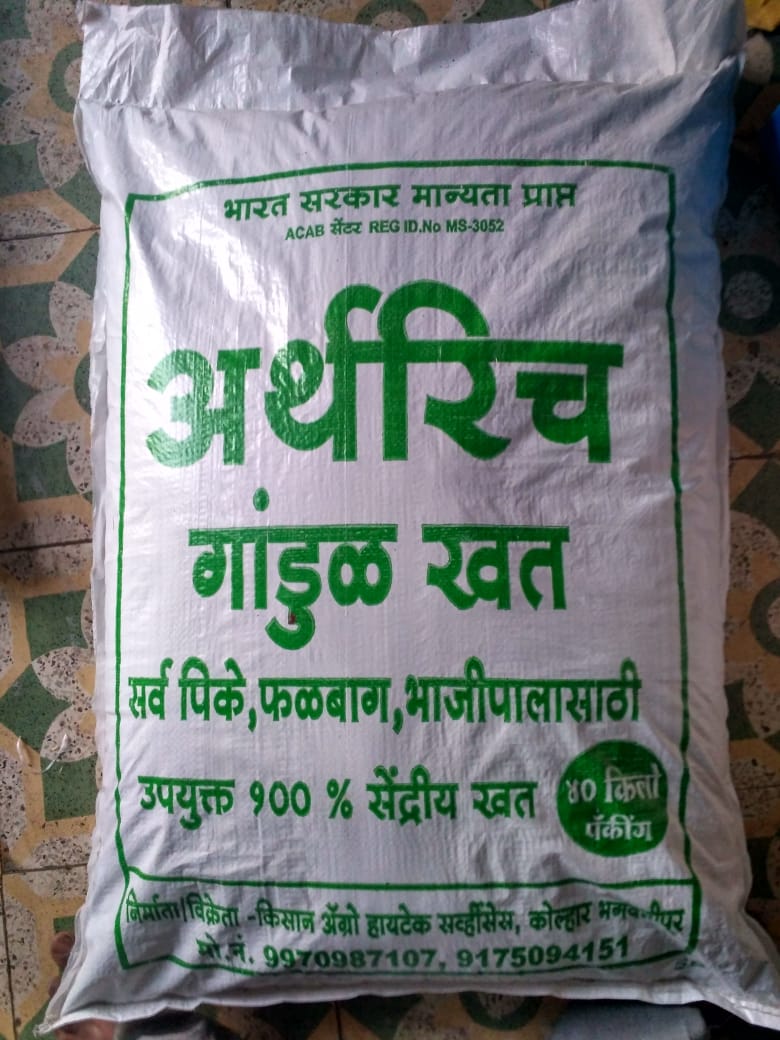 भारत सरकार मान्यता प्राप्त
ACAB सेंटर REG ID.No MS-3052
अर्थरिच
गांडुळ खत
सर्व पिके,फळबाग,भाजीपालासाठी
उपयुक्त १०० % सेंद्रीय खत
४० किलो
पॅकींग
निर्माता/विक्रेता -किसान ॲग्रो हायटेक सर्व्हीसेस, कोल्हार
मो.नं. 9970987107, 9175094151